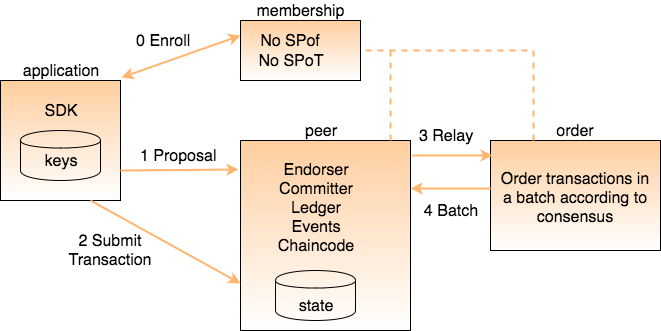 membership
0 Enroll
No SPof
No SPoT
application
SDK
keys
1 Proposal
2 Submit
Transaction
peer
Endorser
Committer
Ledger
Events
Chaincode
state
3 Relay
4 Batch
order
Order transactions in
a batch according to
consensus